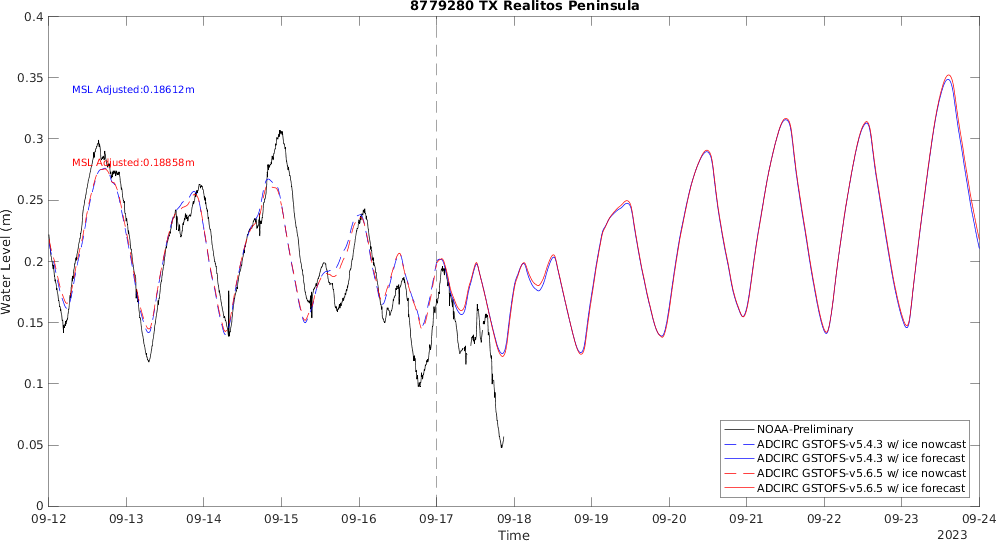 8779280 TX Realitos Peninsula
0.4
0.35
0.3
0.25
0.2
0.15
0.1
0.05
0
Water Level (m)
MSL Adjusted:0.18612m
MSL Adjusted:0.18858m
NOAA-Preliminary
ADCIRC GSTOFS-v5.4.3 w/ ice nowcast
ADCIRC GSTOFS-v5.4.3 w/ ice forecast
ADCIRC GSTOFS-v5.6.5 w/ ice nowcast
ADCIRC GSTOFS-v5.6.5 w/ ice forecast
09-12 09-13 09-14 09-15 09-16 09-17 09-18 09-19 09-20 09-21 09-22 09-23 09-24
Time
2023